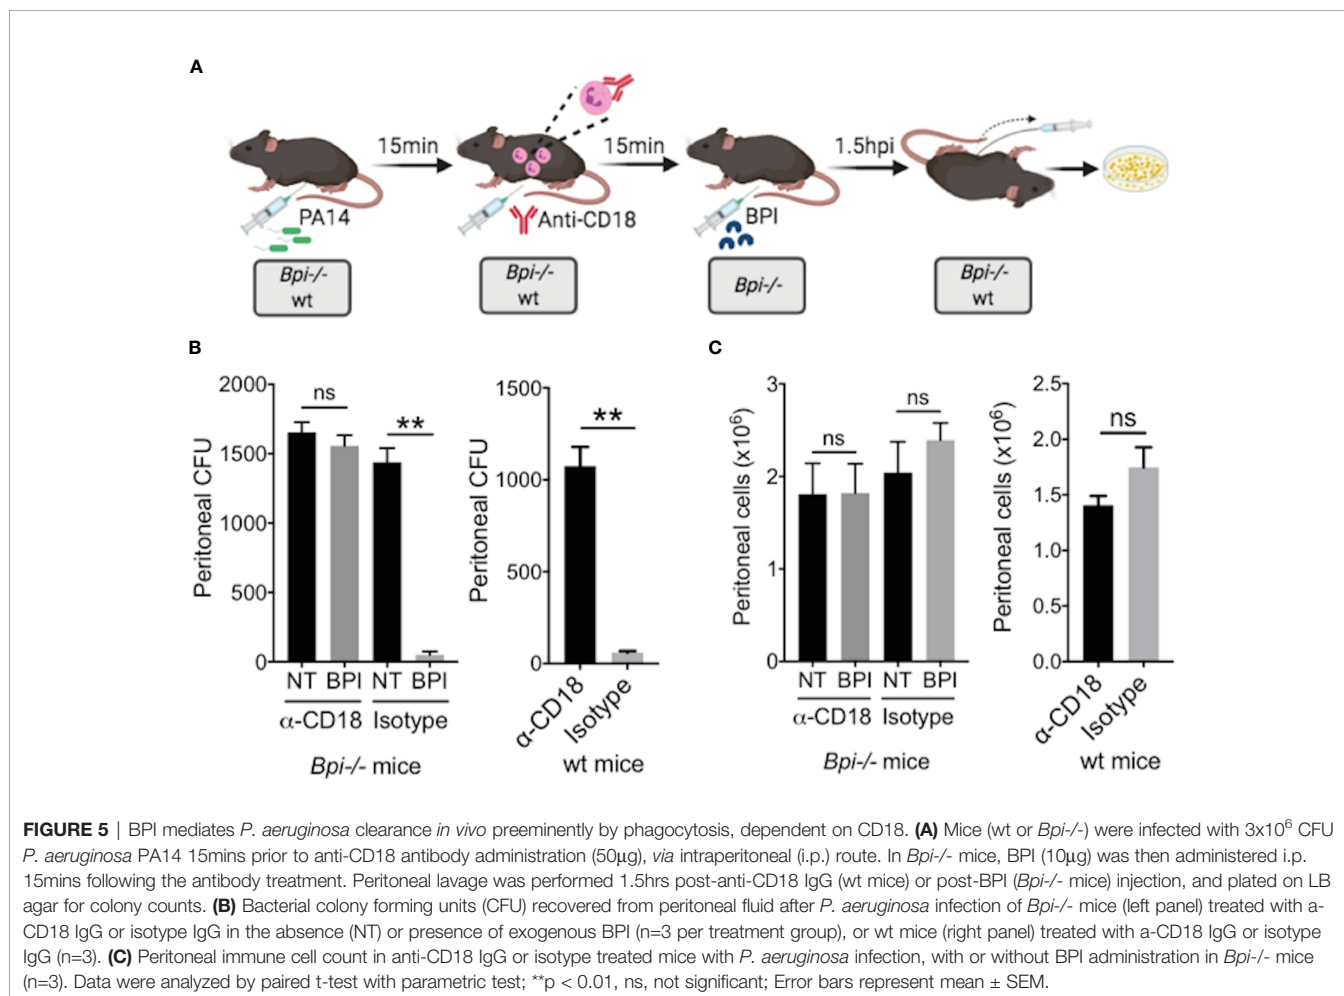 A
15min
15min
1.5hpi
PA14
Anti-CD18
BPI
Bpi-/-
wt
Bpi-/-
wt
Bpi-/-
Bpi-/-
wt
B
Peritoneal CFU
2000
1500
1000
500
0
ns
**
NT BPI NT BPI
α-CD18 Isotype
Bpi-/- mice
Peritoneal CFU
1500
1000
500
0
**
α-CD18
Isotype
wt mice
C
Peritoneal cells (x10⁶)
3
2
1
0
ns
ns
NT BPI NT BPI
α-CD18 Isotype
Bpi-/- mice
Peritoneal cells (x10⁶)
2.5
2.0
1.5
1.0
0.5
0.0
ns
α-CD18
Isotype
wt mice
FIGURE 5 | BPI mediates P. aeruginosa clearance in vivo preeminently by phagocytosis, dependent on CD18. (A) Mice (wt or Bpi-/-) were infected with 3x10⁶ CFU
P. aeruginosa PA14 15mins prior to anti-CD18 antibody administration (50μg), via intraperitoneal (i.p.) route. In Bpi-/- mice, BPI (10μg) was then administered i.p.
15mins following the antibody treatment. Peritoneal lavage was performed 1.5hrs post-anti-CD18 IgG (wt mice) or post-BPI (Bpi-/- mice) injection, and plated on LB
agar for colony counts. (B) Bacterial colony forming units (CFU) recovered from peritoneal fluid after P. aeruginosa infection of Bpi-/- mice (left panel) treated with a-
CD18 IgG or isotype IgG in the absence (NT) or presence of exogenous BPI (n=3 per treatment group), or wt mice (right panel) treated with a-CD18 IgG or isotype
IgG (n=3). (C) Peritoneal immune cell count in anti-CD18 IgG or isotype treated mice with P. aeruginosa infection, with or without BPI administration in Bpi-/- mice
(n=3). Data were analyzed by paired t-test with parametric test; **p < 0.01, ns, not significant; Error bars represent mean ± SEM.